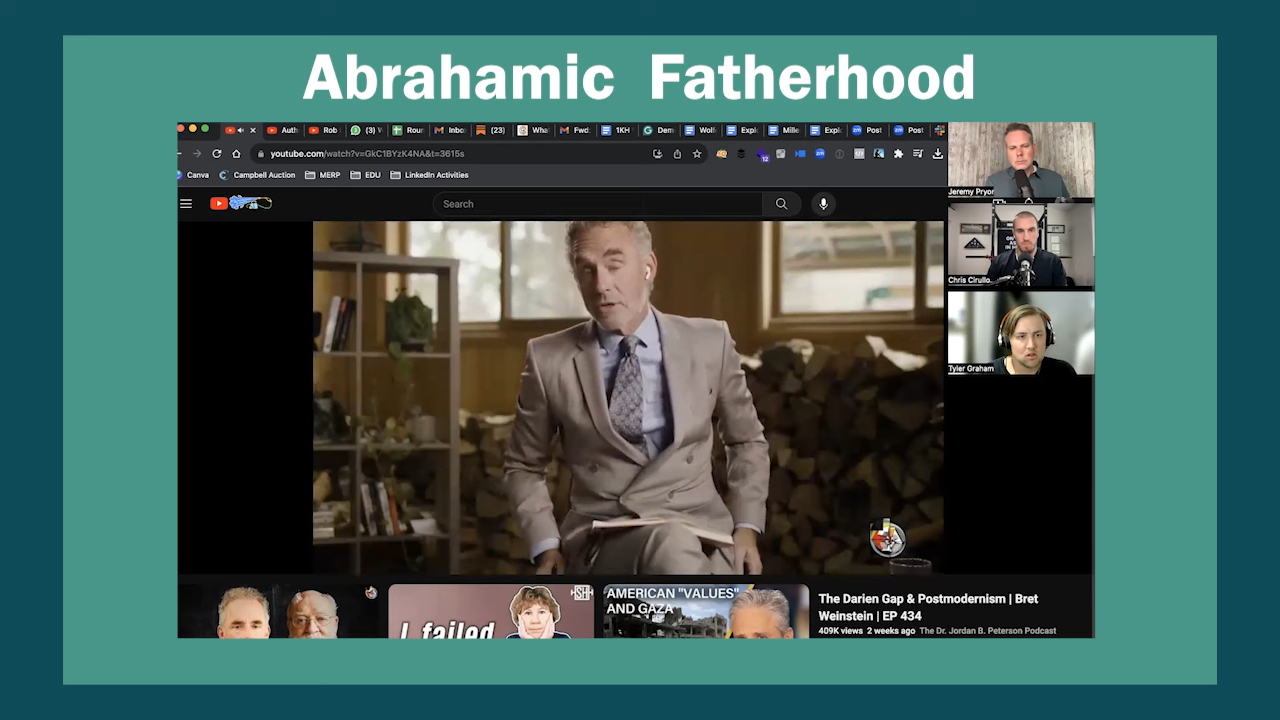 Abrahamic Fatherhood
Auth
Rob
(3) V
Rour
Inbo
(23)
Wha
Fwd:
1KH
Dem
Wolf
Expl
Mille
Expl
Post
Post
youtube.com/watch?v=GkC1BYzK4NA&t=3615s
12
Canva
Campbell Auction
MERP
EDU
LinkedIn Activities
Search
Jeremy Pryor
Chris Cirullo
Tyler Graham
I failed
AMERICAN "VALUES"
AND GAZA
The Darien Gap & Postmodernism | Bret
Weinstein | EP 434
409K views 2 weeks ago The Dr. Jordan B. Peterson Podcast